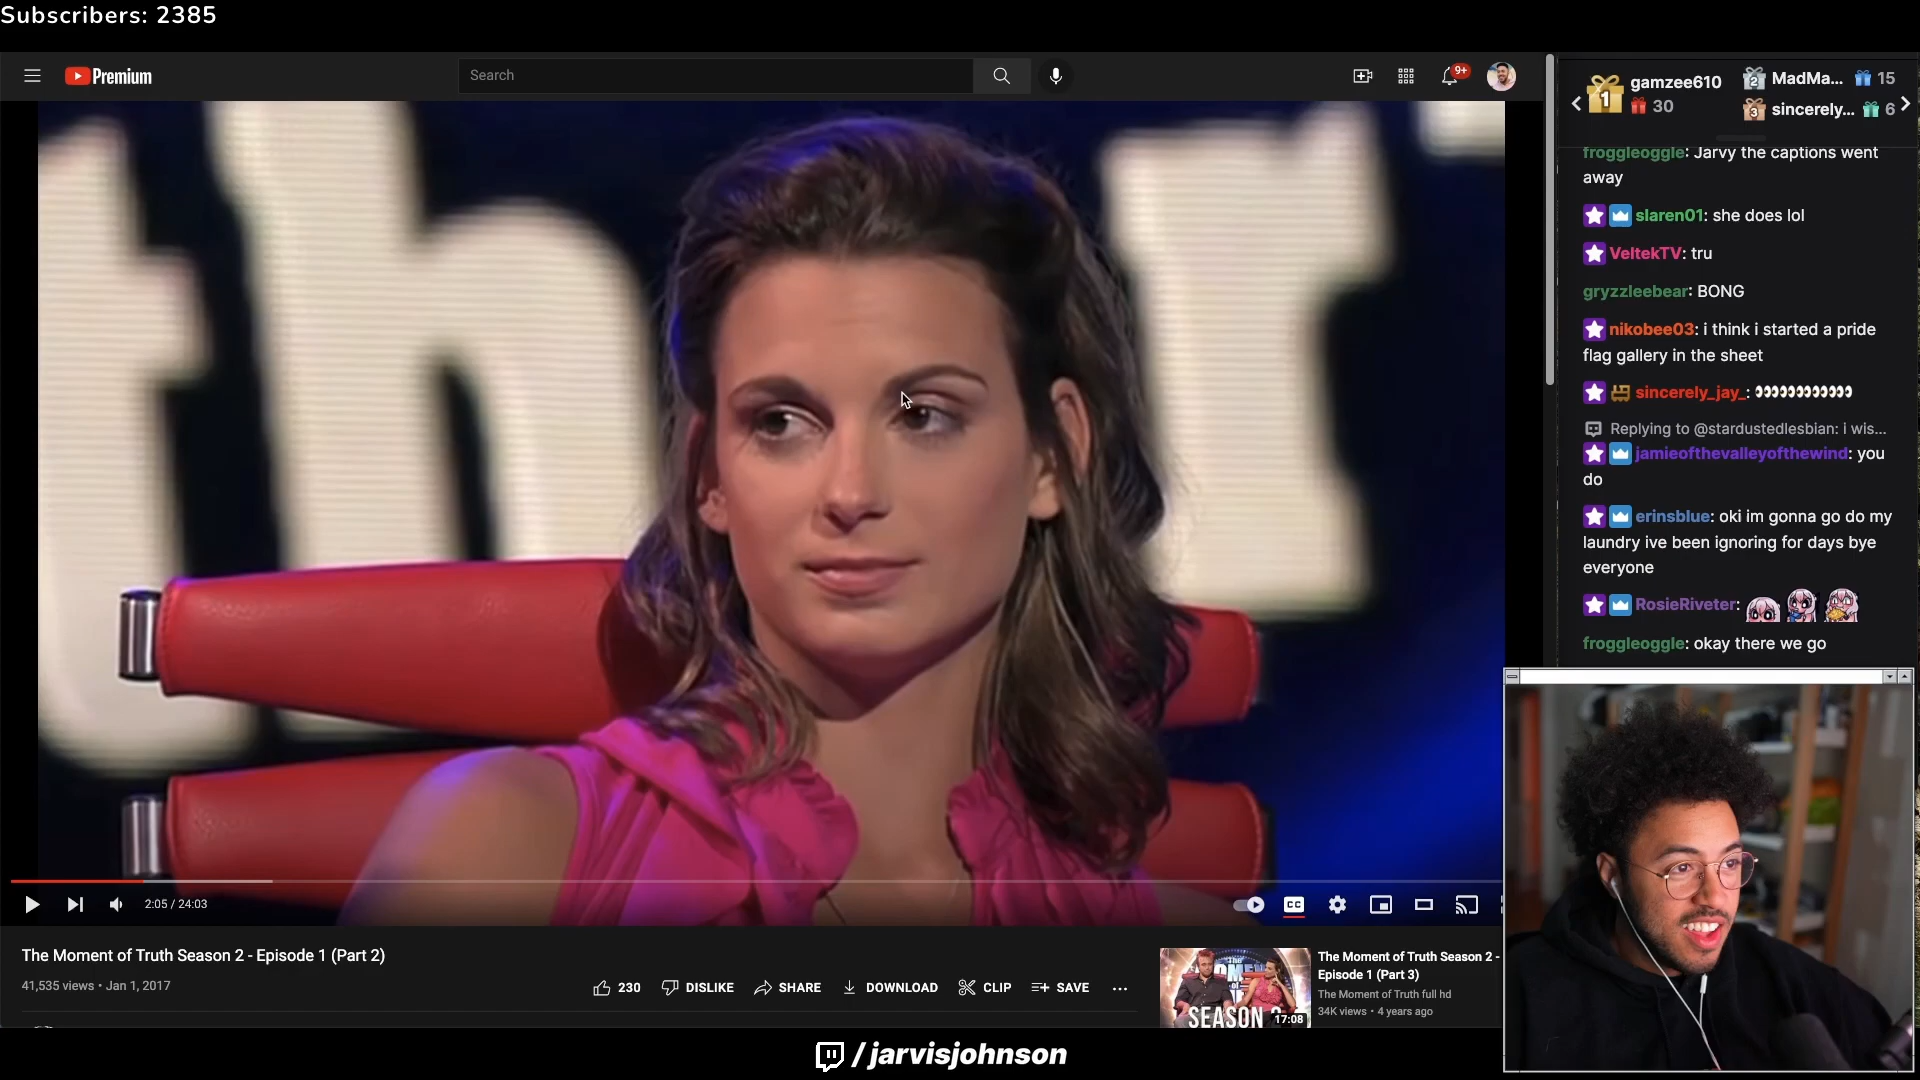 Subscribers: 2385
Premium
Search
9+
1
gamzee610
30
2
MadMa...
15
3
sincerely...
6
froggleoggle: Jarvy the captions went
away
slaren01: she does lol
VeltekTV: tru
gryzzleebear: BONG
nikobee03: i think i started a pride
flag gallery in the sheet
sincerely_jay_:
Replying to @stardustedlesbian: i wis...
jamieofthevalleyofthewind: you
do
erinsblue: oki im gonna go do my
laundry ive been ignoring for days bye
everyone
RosieRiveter:
froggleoggle: okay there we go
th r
2:05 / 24:03
CC
The Moment of Truth Season 2 - Episode 1 (Part 2)
41,535 views • Jan 1, 2017
230
DISLIKE
SHARE
DOWNLOAD
CLIP
SAVE
SEASON
17:08
The Moment of Truth Season 2 -
Episode 1 (Part 3)
The Moment of Truth full hd
34K views • 4 years ago
/jarvisjohnson